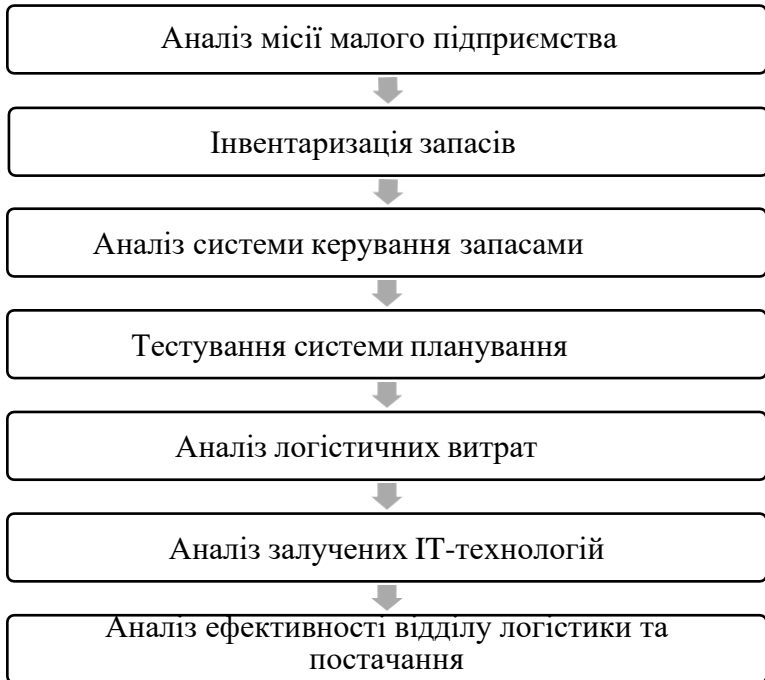 Аналіз місії малого підприємства
Інвентаризація запасів
Аналіз системи керування запасами
Тестування системи планування
Аналіз логістичних витрат
Аналіз залучених ІТ-технологій
Аналіз ефективності відділу логістики та
постачання